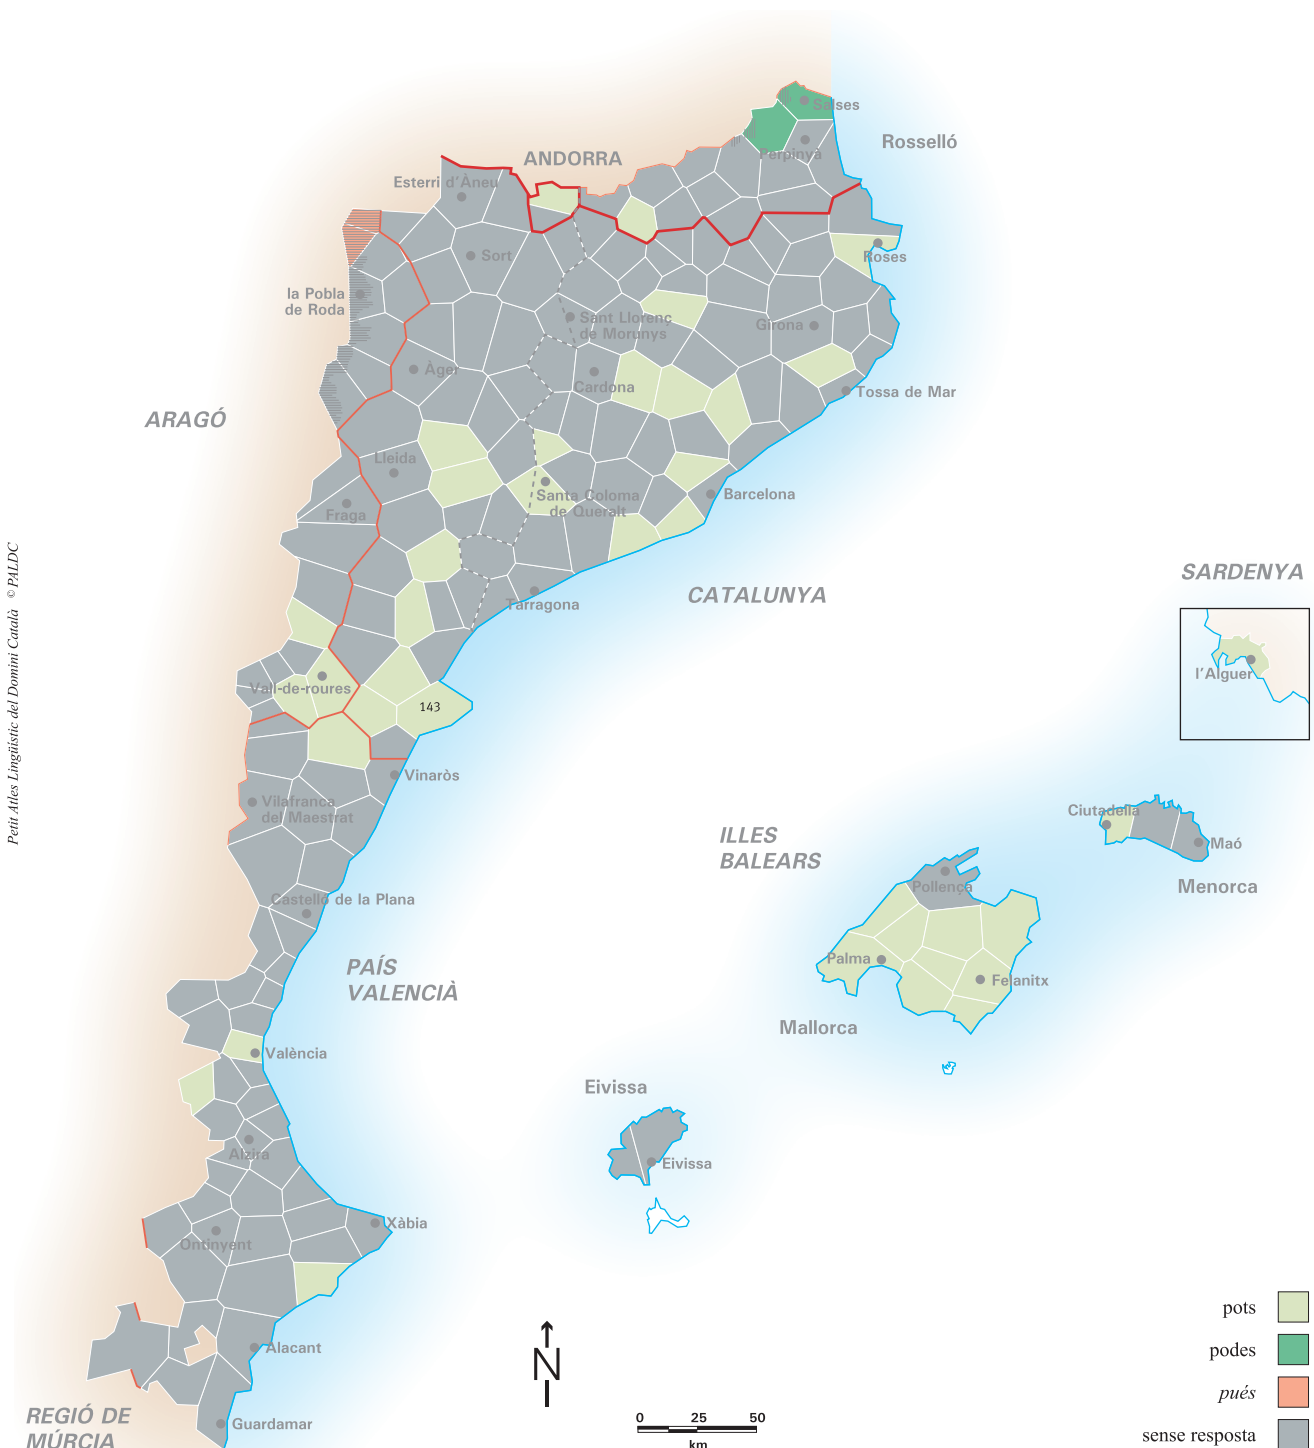 Salses
Rosselló
Perpinyà
ANDORRA
Esterri d'Àneu
Sort
Roses
la Pobla
de Roda
Sant Llorenç
de Morunys
Girona
Àger
Cardona
Tossa de Mar
ARAGÓ
Lleida
Santa Coloma
de Queralt
Barcelona
Fraga
Petit Atles Lingüístic del Domini Català © PALDC
SARDENYA
CATALUNYA
Tarragona
l'Alguer
Vall-de-roures
143
Vinaròs
Vilafranca
del Maestrat
Ciutadella
ILLES
BALEARS
Maó
Pollença
Menorca
Castelló de la Plana
PAÍS
VALENCIÀ
Palma
Felanitx
Mallorca
València
Eivissa
Alzira
Eivissa
Xàbia
Ontinyent
pots
Alacant
podes
N
pués
REGIÓ DE
MÚRCIA
Guardamar
0 25 50
km
sense resposta